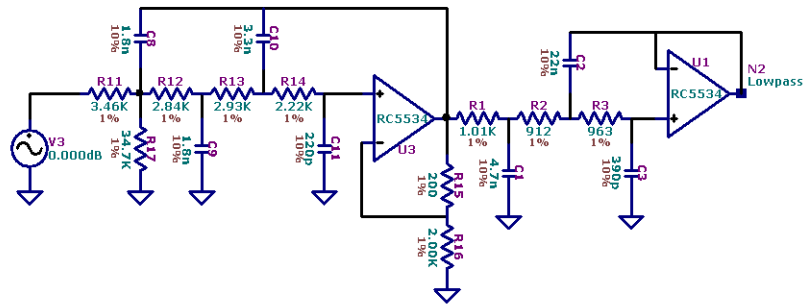 C8
1.8n
10%
C10
3.3n
10%
R11
3.46K
1%
R12
2.84K
1%
R13
2.93K
1%
R14
2.22K
1%
V3
0.000dB
R17
34.7K
1%
C9
1.8n
10%
C11
220p
10%
+
-
RC5534
U3
R15
200
1%
R16
2.00K
1%
R1
1.01K
1%
R2
912
1%
R3
963
1%
C1
4.7n
10%
C2
22n
10%
C3
390p
10%
U1
-
+
RC5534
N2
Lowpass